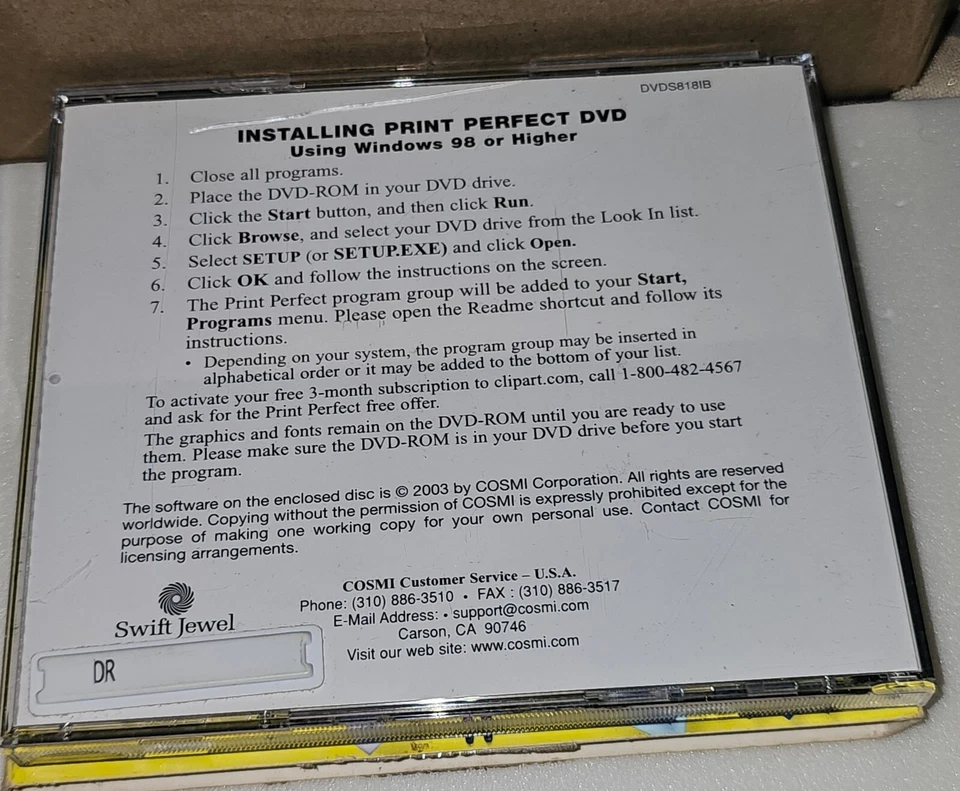 DVDS818IB
INSTALLING PRINT PERFECT DVD
Using Windows 98 or Higher
1. Close all programs.
2. Place the DVD-ROM in your DVD drive.
3. Click the Start button, and then click Run.
4. Click Browse, and select your DVD drive from the Look In list.
5. Select SETUP (or SETUP.EXE) and click Open.
6. Click OK and follow the instructions on the screen.
7. The Print Perfect program group will be added to your Start,
Programs menu. Please open the Readme shortcut and follow its
instructions.
• Depending on your system, the program group may be inserted in
alphabetical order or it may be added to the bottom of your list.
To activate your free 3-month subscription to clipart.com, call 1-800-482-4567
and ask for the Print Perfect free offer.
The graphics and fonts remain on the DVD-ROM until you are ready to use
them. Please make sure the DVD-ROM is in your DVD drive before you start
the program.
The software on the enclosed disc is © 2003 by COSMI Corporation. All rights are reserved
worldwide. Copying without the permission of COSMI is expressly prohibited except for the
purpose of making one working copy for your own personal use. Contact COSMI for
licensing arrangements.
COSMI Customer Service – U.S.A.
Phone: (310) 886-3510 • FAX : (310) 886-3517
E-Mail Address: • support@cosmi.com
Carson, CA 90746
Visit our web site: www.cosmi.com
Swift Jewel
DR